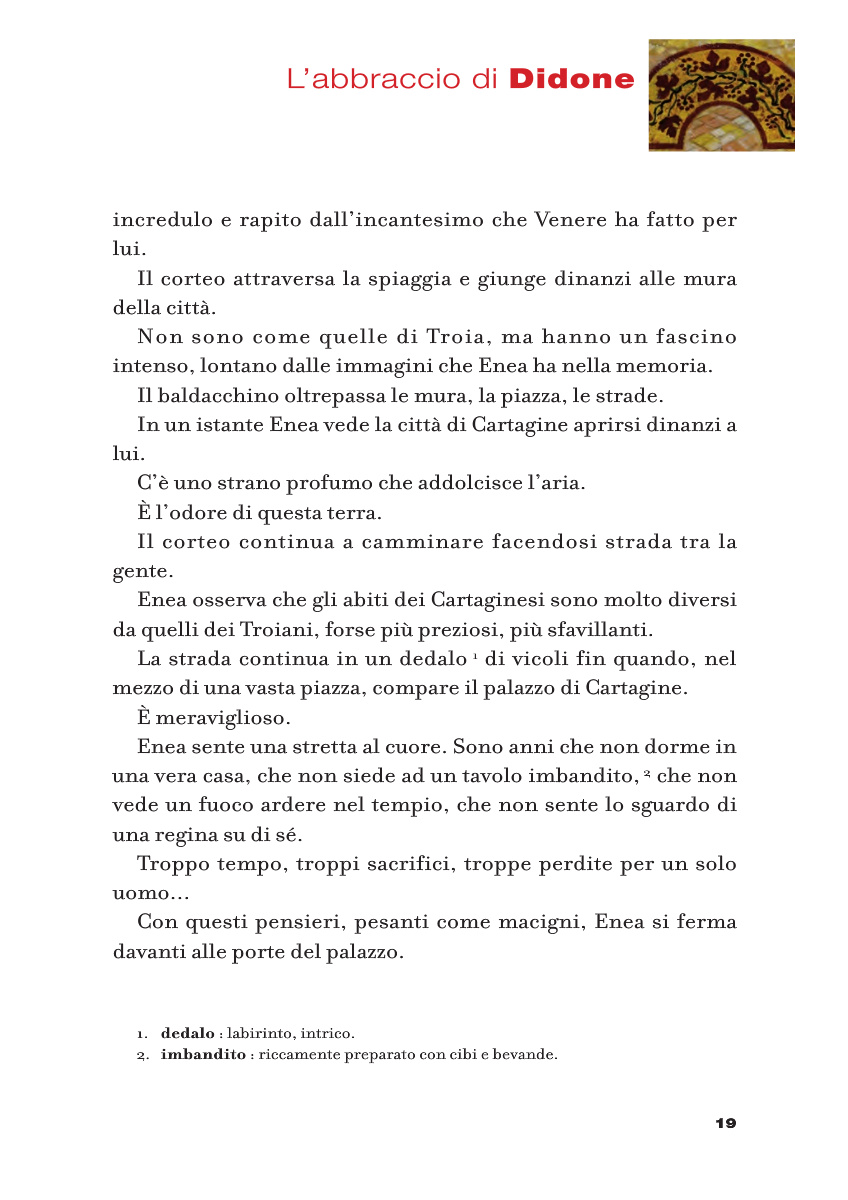 L'abbraccio di Didone
incredulo e rapito dall'incantesimo che Venere ha fatto per
lui.
Il corteo attraversa la spiaggia e giunge dinanzi alle mura
della città.
Non sono come quelle di Troia, ma hanno un fascino
intenso, lontano dalle immagini che Enea ha nella memoria.
Il baldacchino oltrepassa le mura, la piazza, le strade.
In un istante Enea vede la città di Cartagine aprirsi dinanzi a
lui.
C'è uno strano profumo che addolcisce l'aria.
È l'odore di questa terra.
Il corteo continua a camminare facendosi strada tra la
gente.
Enea osserva che gli abiti dei Cartaginesi sono molto diversi
da quelli dei Troiani, forse più preziosi, più sfavillanti.
La strada continua in un dedalo 1 di vicoli fin quando, nel
mezzo di una vasta piazza, compare il palazzo di Cartagine.
È meraviglioso.
Enea sente una stretta al cuore. Sono anni che non dorme in
una vera casa, che non siede ad un tavolo imbandito, 2 che non
vede un fuoco ardere nel tempio, che non sente lo sguardo di
una regina su di sé.
Troppo tempo, troppi sacrifici, troppe perdite per un solo
uomo...
Con questi pensieri, pesanti come macigni, Enea si ferma
davanti alle porte del palazzo.
1. dedalo : labirinto, intrico.
2. imbandito : riccamente preparato con cibi e bevande.
19